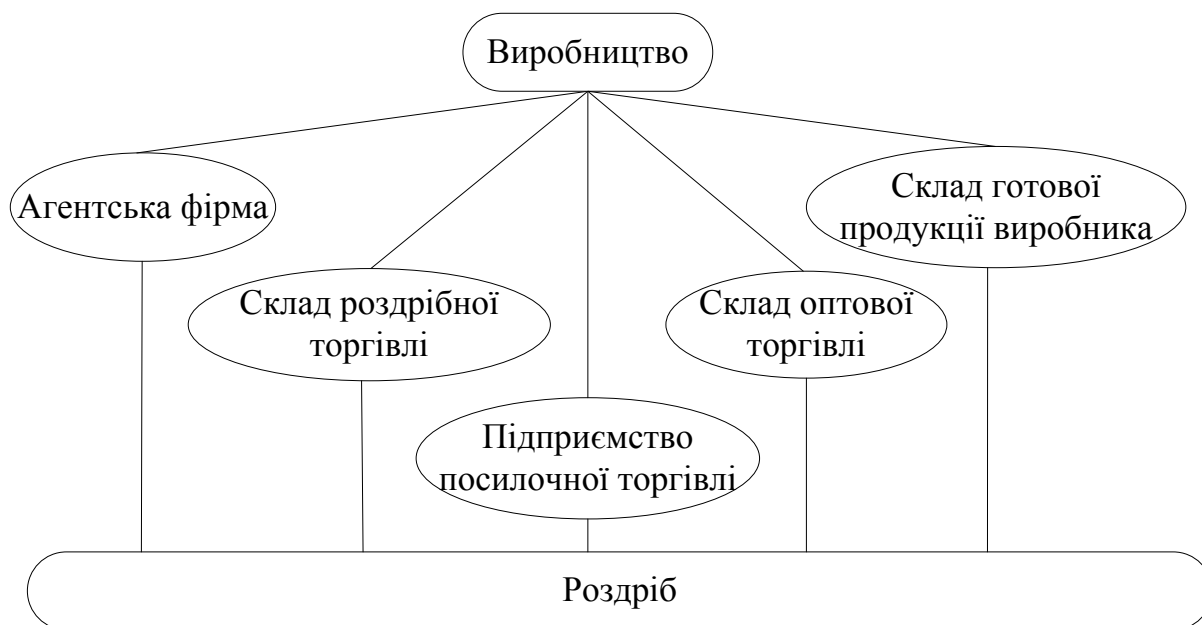 Виробництво
Агентська фірма
Склад готової
продукції виробника
Склад роздрібної
торгівлі
Склад оптової
торгівлі
Підприємство
посилочної торгівлі
Роздріб